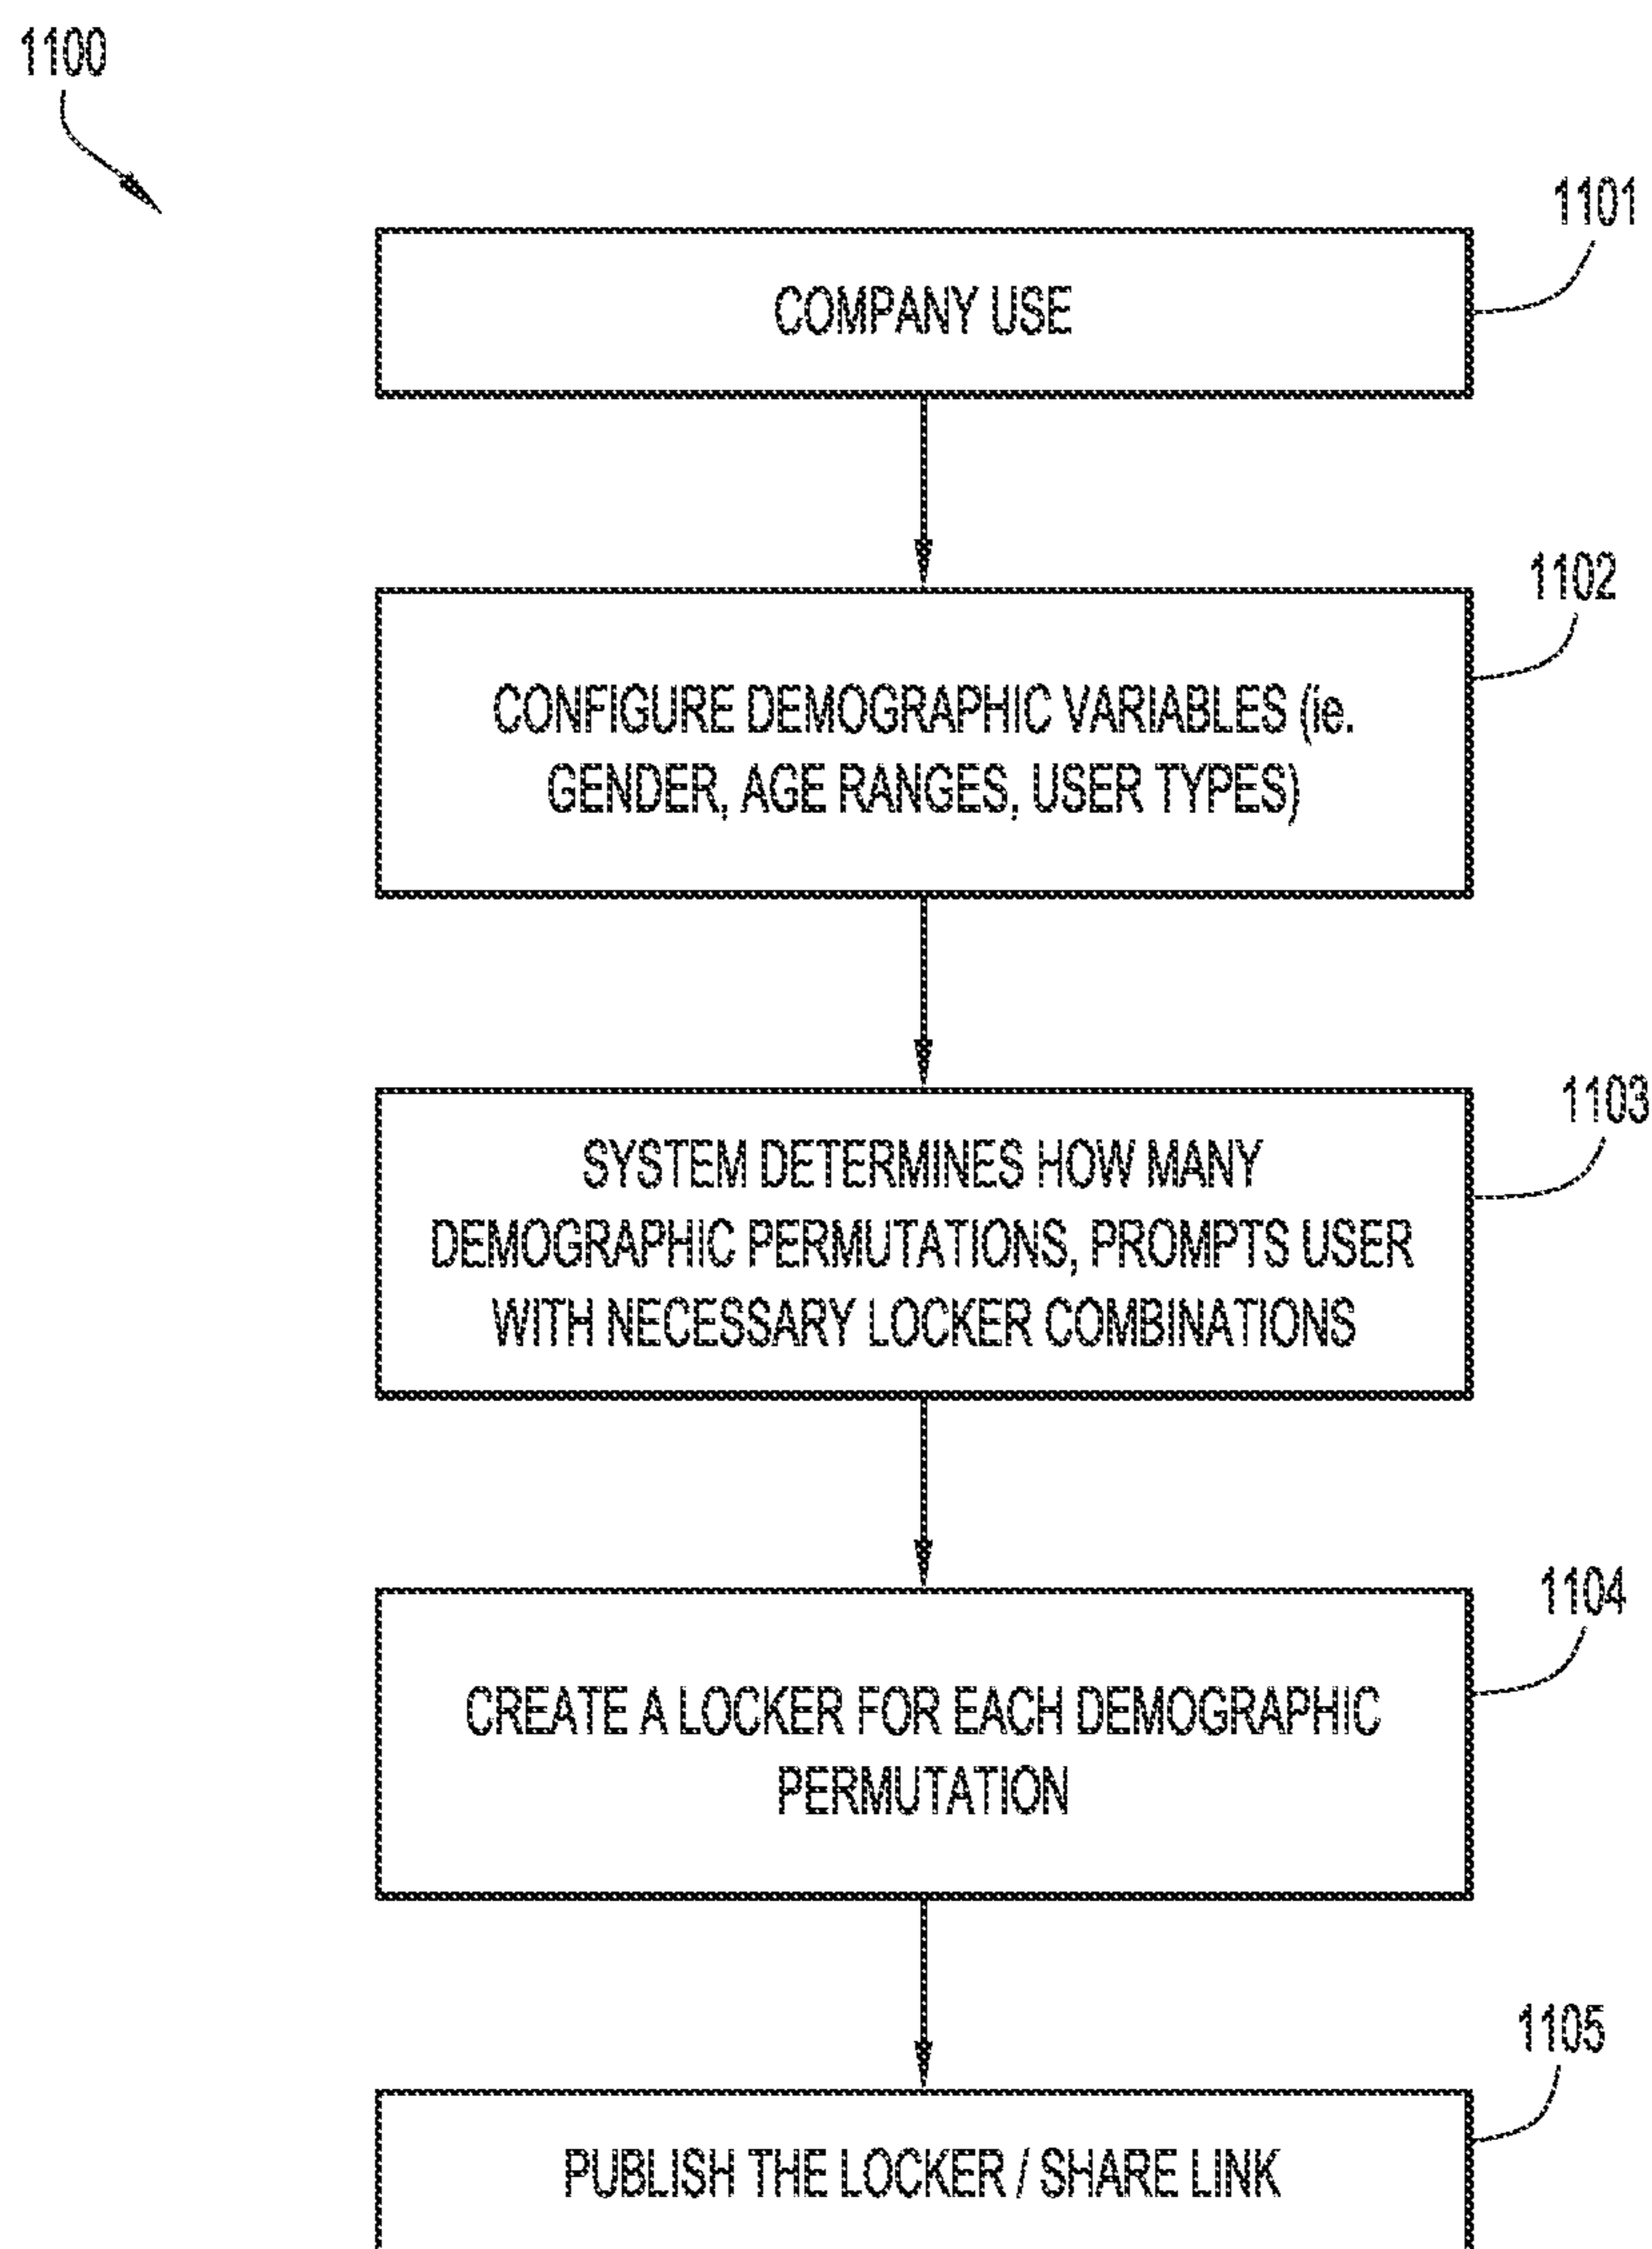 1100
1101
COMPANY USE
1102
CONFIGURE DEMOGRAPHIC VARIABLES (ie.
GENDER, AGE RANGES, USER TYPES)
1103
SYSTEM DETERMINES HOW MANY
DEMOGRAPHIC PERMUTATIONS, PROMPTS USER
WITH NECESSARY LOCKER COMBINATIONS
1104
CREATE A LOCKER FOR EACH DEMOGRAPHIC
PERMUTATION
1105
PUBLISH THE LOCKER / SHARE LINK